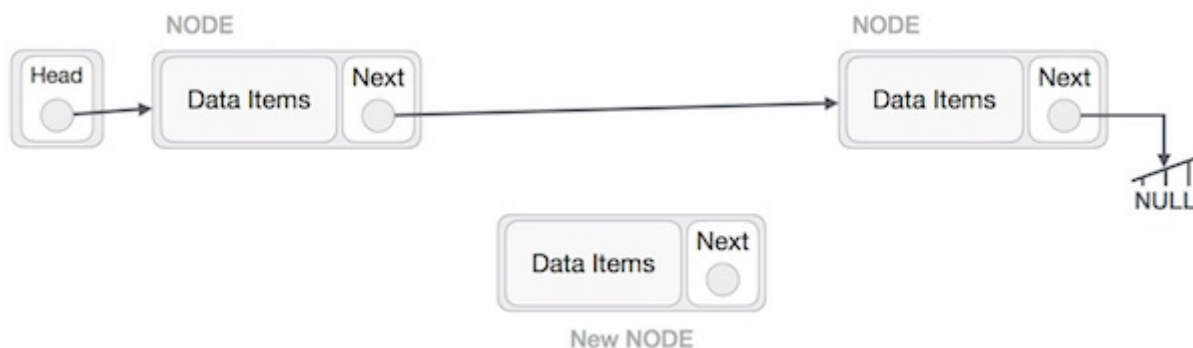 NODE
NODE
Head
Data Items
Next
Data Items
Next
NULL
Data Items
Next
New NODE